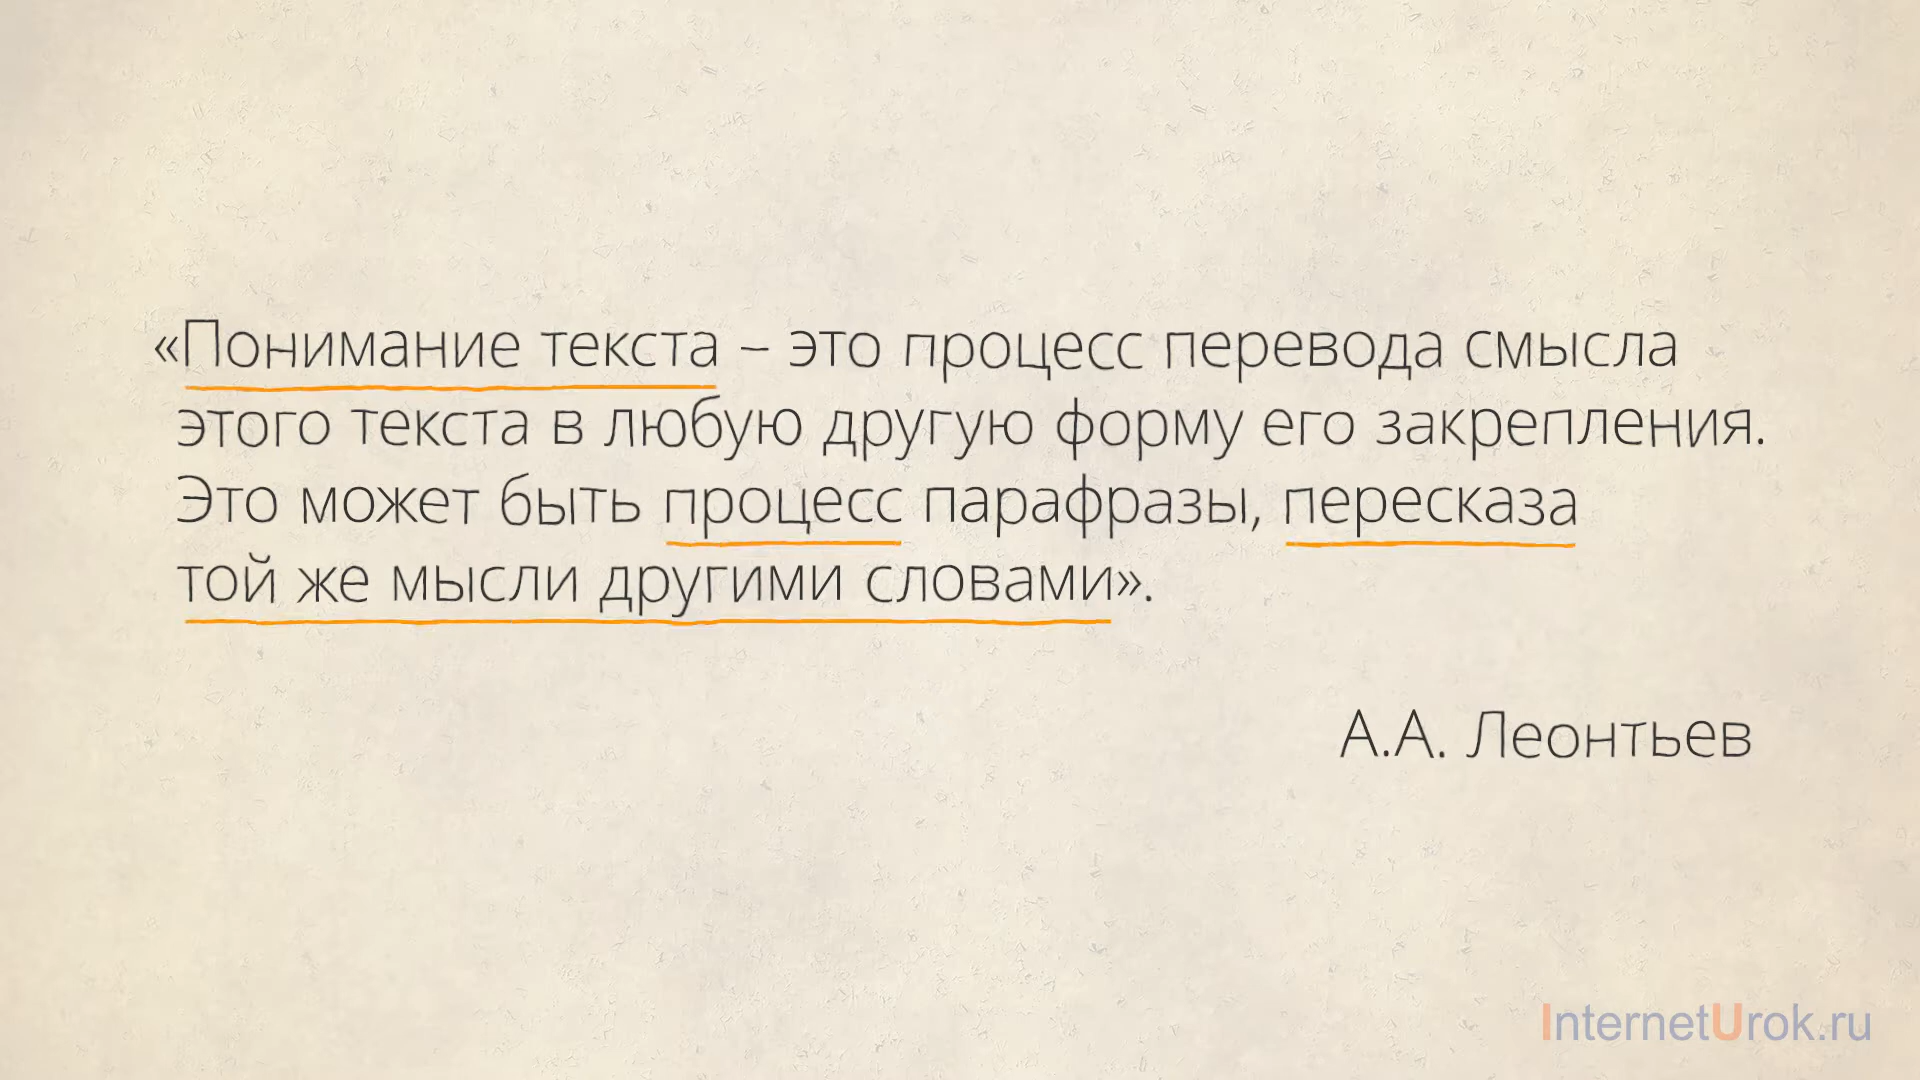 «Понимание текста – это процесс перевода смысла
этого текста в любую другую форму его закрепления.
Это может быть процесс парафразы, пересказа
той же мысли другими словами».
А.А. Леонтьев
InternetUrok.ru